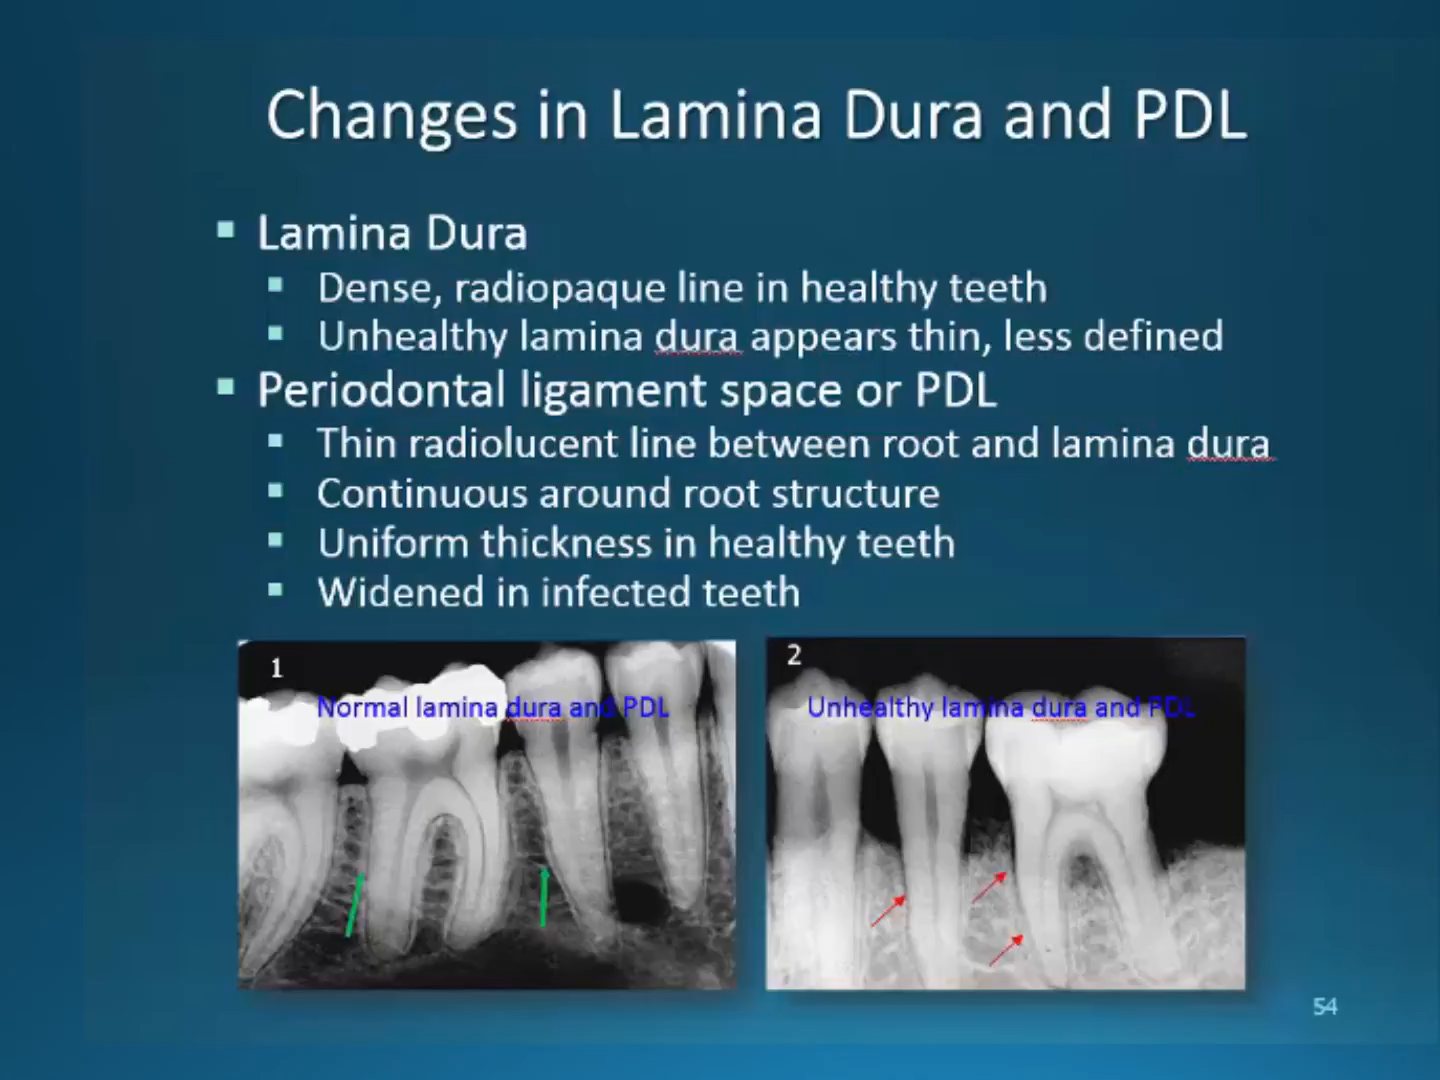 Changes in Lamina Dura and PDL
Lamina Dura
Dense, radiopaque line in healthy teeth
Unhealthy lamina dura appears thin, less defined
Periodontal ligament space or PDL
Thin radiolucent line between root and lamina dura
Continuous around root structure
Uniform thickness in healthy teeth
Widened in infected teeth
1
Normal lamina dura and PDL
2
Unhealthy lamina dura and PDL
54